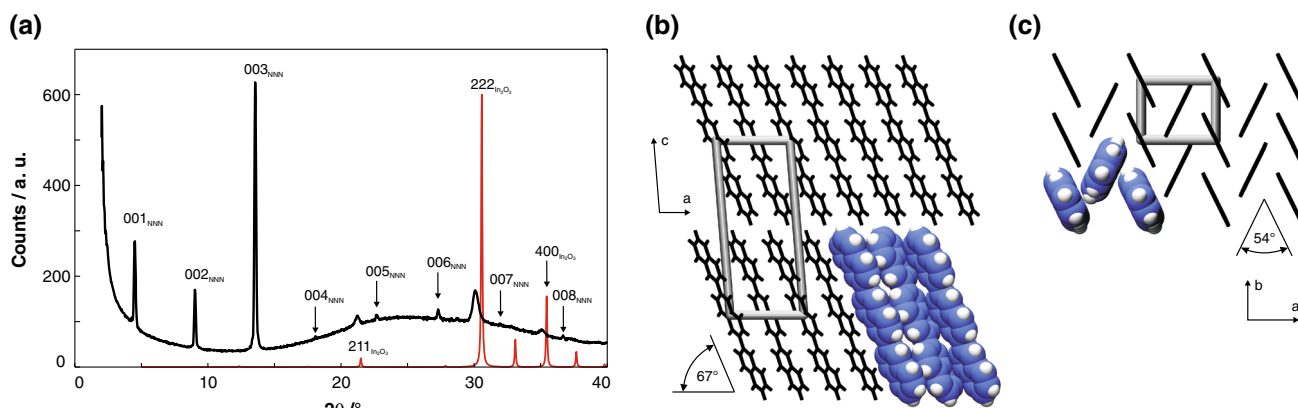 (a)
Counts / a. u.
600
400
200
0
0
10
20
30
40
001NNN
002NNN
003NNN
004NNN
005NNN
006NNN
007NNN
008NNN
211In₂O₃
222In₂O₃
400In₂O₃
(b)
c
a
67°
(c)
54°
b
a